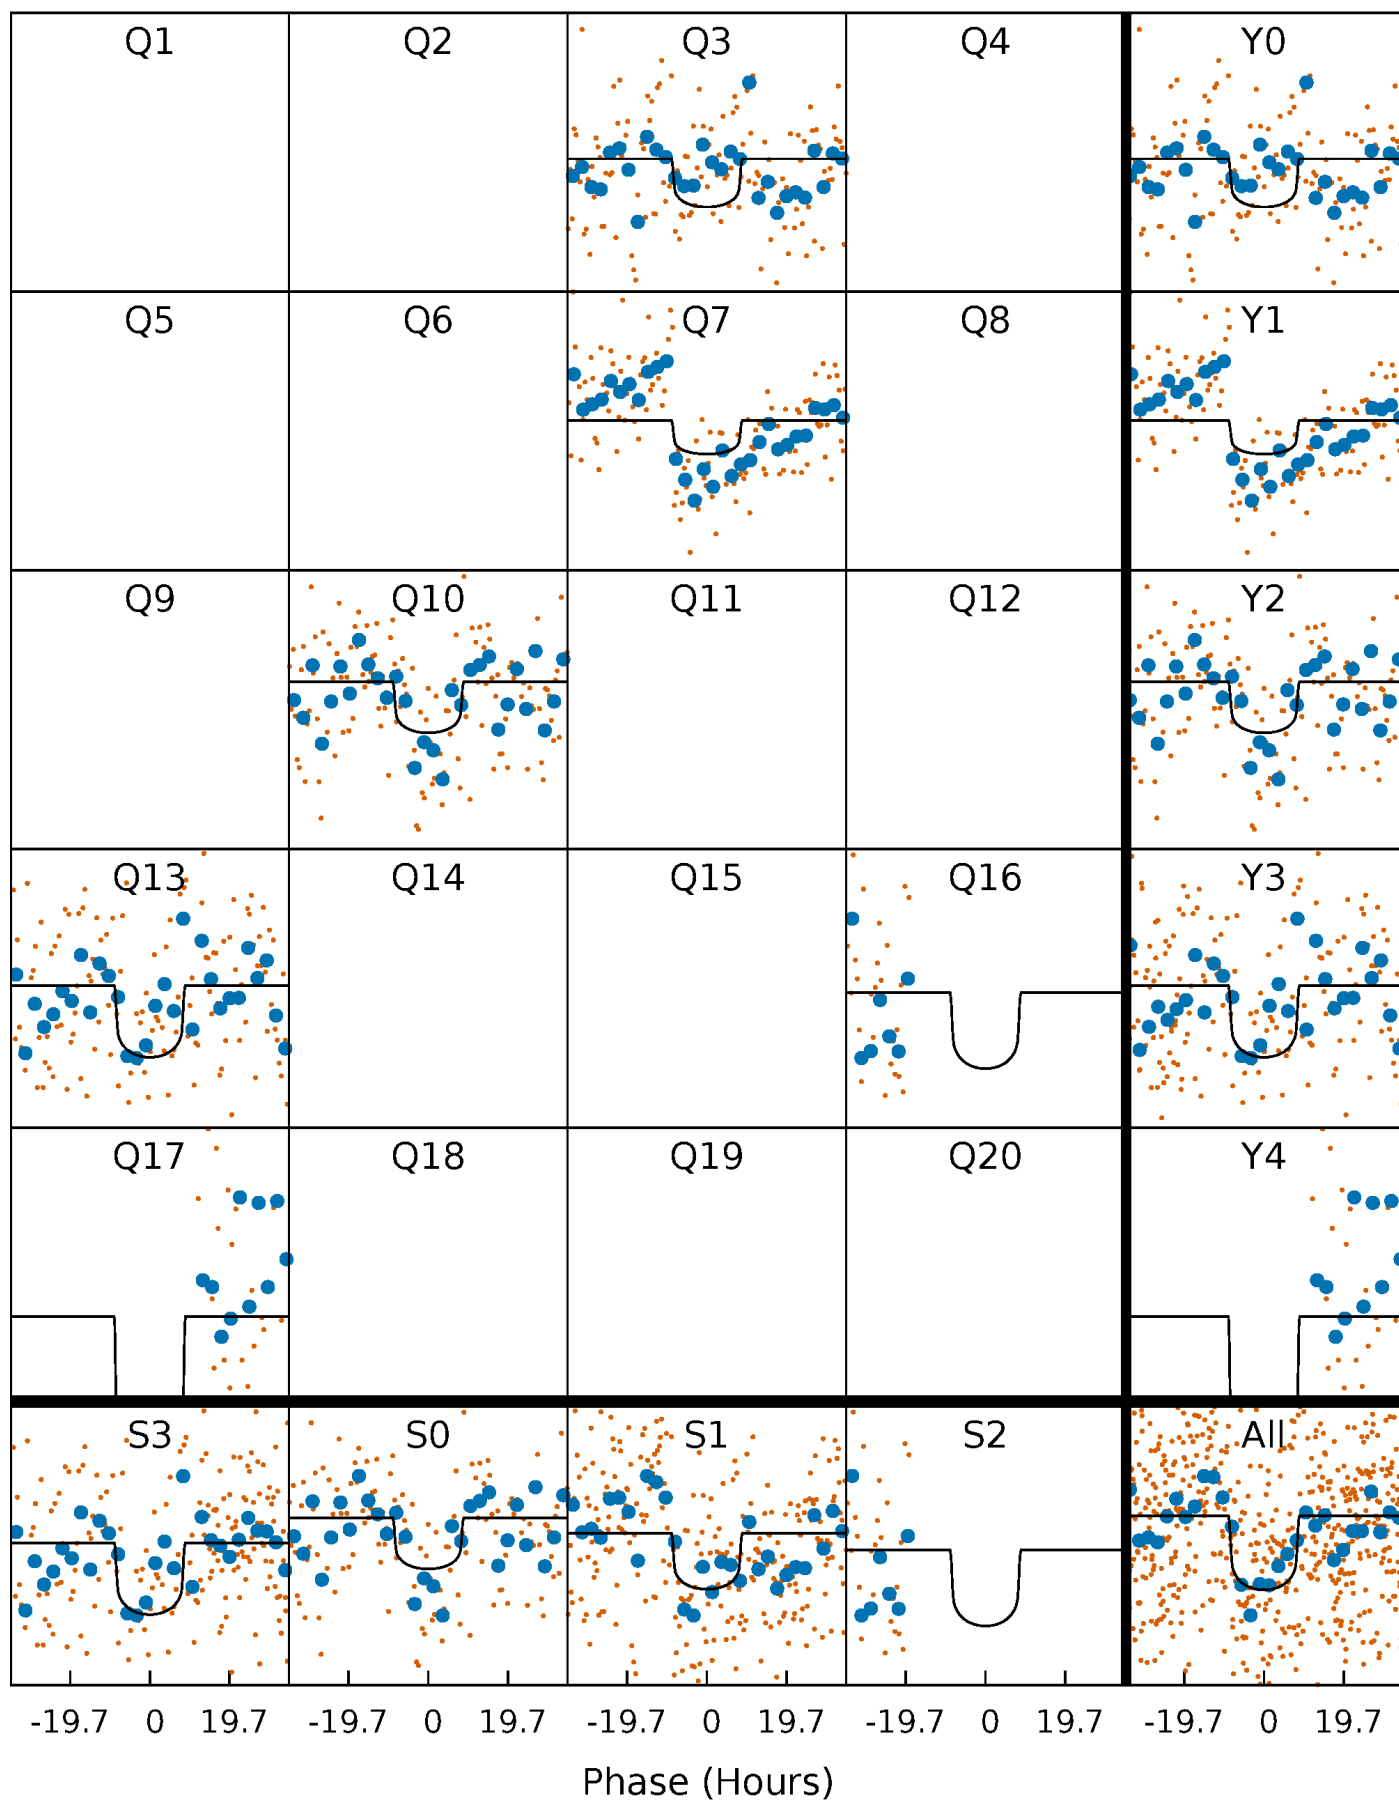 Q1 Q2 Q3 Q4 Y0
Q5 Q6 Q7 Q8 Y1
Q9 Q10 Q11 Q12 Y2
Q13 Q14 Q15 Q16 Y3
Q17 Q18 Q19 Q20 Y4
S3 S0 S1 S2 All
-19.7 0 19.7 -19.7 0 19.7 -19.7 0 19.7 -19.7 0 19.7 -19.7 0 19.7
Phase (Hours)